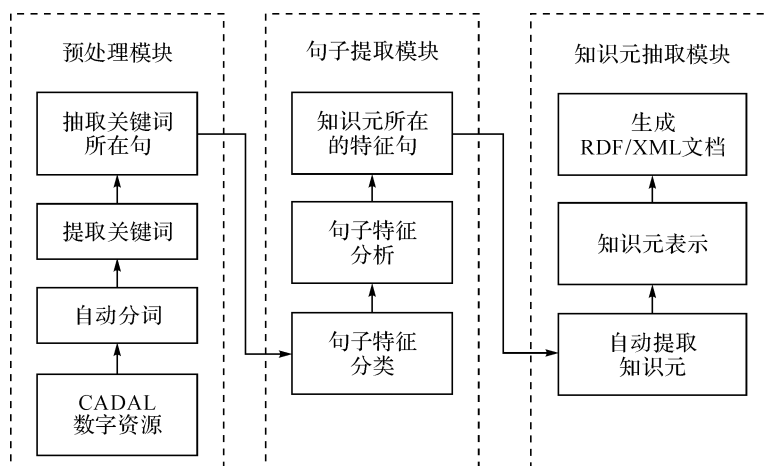 预处理模块
抽取关键词
所在句
提取关键词
自动分词
CADAL
数字资源
句子提取模块
知识元所在
的特征句
句子特征
分析
句子特征
分类
知识元抽取模块
生成
RDF/XML文档
知识元表示
自动提取
知识元